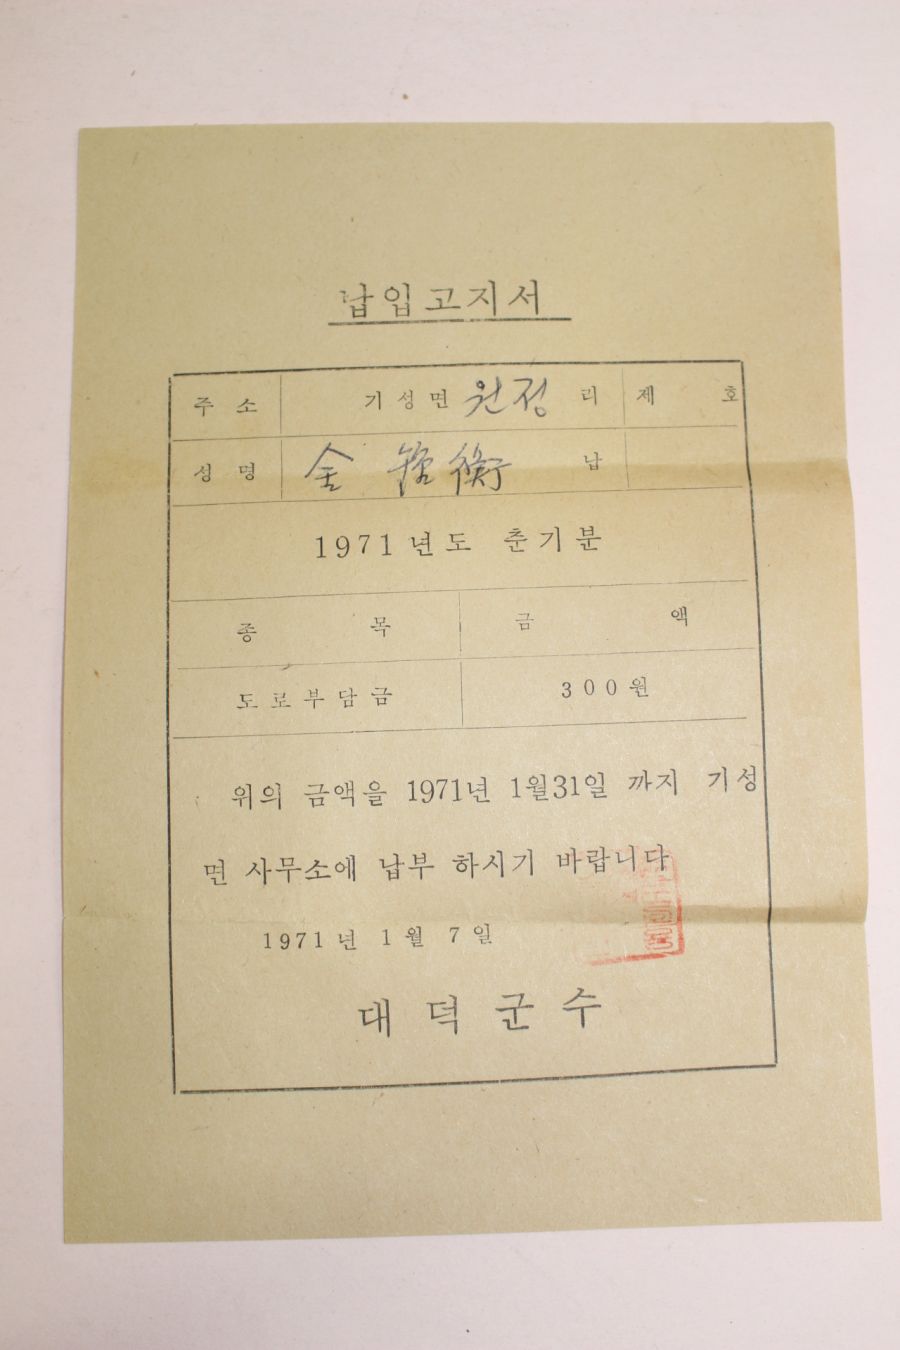 납입고지서
주소 기성면 원정 리 제 호
성명 金 衡 납
1971년도 춘기분
종 목 금 액
도로부담금 300원
위의 금액을 1971년 1월31일 까지 기성
면 사무소에 납부 하시기 바랍니다
1971년 1월 7일
대덕군수